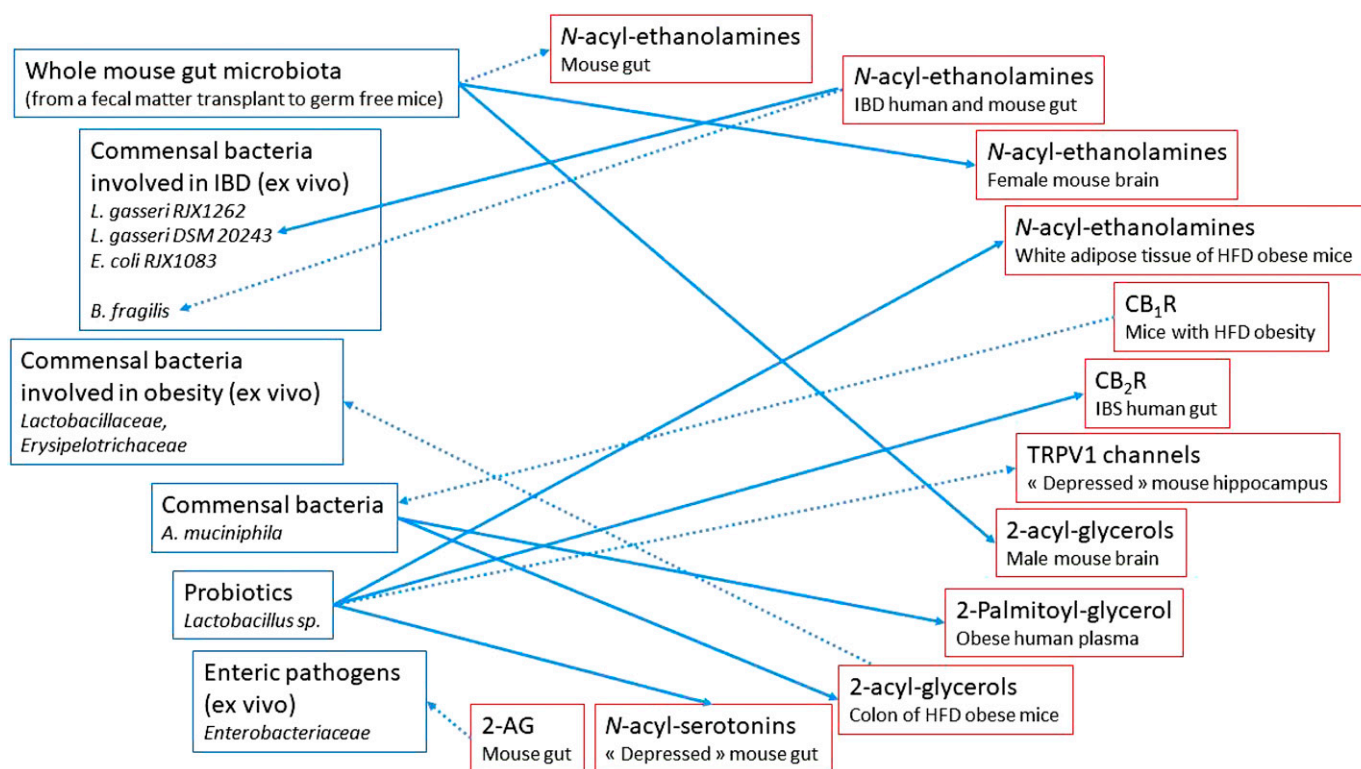 Whole mouse gut microbiota
(from a fecal matter transplant to germ free mice)
Commensal bacteria
involved in IBD (ex vivo)
L. gasseri RJX1262
L. gasseri DSM 20243
E. coli RJX1083
B. fragilis
Commensal bacteria
involved in obesity (ex vivo)
Lactobacillaceae,
Erysipelotrichaceae
Commensal bacteria
A. muciniphila
Probiotics
Lactobacillus sp.
Enteric pathogens
(ex vivo)
Enterobacteriaceae
N-acyl-ethanolamines
Mouse gut
N-acyl-ethanolamines
IBD human and mouse gut
N-acyl-ethanolamines
Female mouse brain
N-acyl-ethanolamines
White adipose tissue of HFD obese mice
CB₁R
Mice with HFD obesity
CB₂R
IBS human gut
TRPV1 channels
« Depressed » mouse hippocampus
2-acyl-glycerols
Male mouse brain
2-Palmitoyl-glycerol
Obese human plasma
2-acyl-glycerols
Colon of HFD obese mice
N-acyl-serotonins
« Depressed » mouse gut
2-AG
Mouse gut